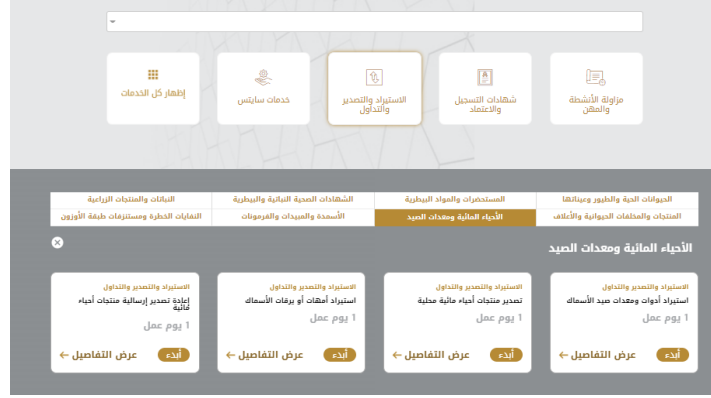 مزاولة الأنشطة
والمهن
شهادات التسجيل
والاعتماد
الاستيراد والتصدير
والتداول
خدمات سايتس
إظهار كل الخدمات
الحيوانات الحية والطيور وعيناتها
المستحضرات والمواد البيطرية
الشهادات الصحية النباتية والبيطرية
النباتات والمنتجات الزراعية
المنتجات والمخلفات الحيوانية والأعلاف
الأحياء المائية ومعدات الصيد
الأسمدة والمبيدات والفرمونات
النفايات الخطرة ومستنزفات طبقة الأوزون
الأحياء المائية ومعدات الصيد
الاستيراد والتصدير والتداول
استيراد أدوات ومعدات صيد الأسماك
1 يوم عمل
أبدء
عرض التفاصيل
الاستيراد والتصدير والتداول
تصدير منتجات أحياء مائية محلية
1 يوم عمل
أبدء
عرض التفاصيل
الاستيراد والتصدير والتداول
استيراد أمهات أو يرقات الأسماك
1 يوم عمل
أبدء
عرض التفاصيل
الاستيراد والتصدير والتداول
إعادة تصدير إرسالية منتجات أحياء
مائية
1 يوم عمل
أبدء
عرض التفاصيل